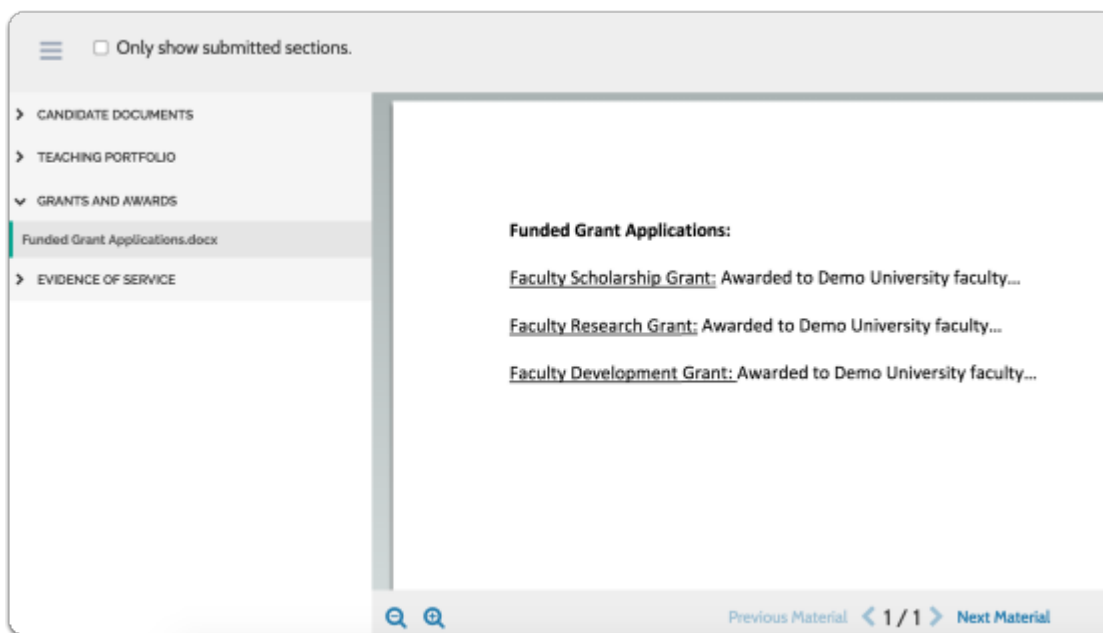 Only show submitted sections.
CANDIDATE DOCUMENTS
TEACHING PORTFOLIO
GRANTS AND AWARDS
Funded Grant Applications.docx
EVIDENCE OF SERVICE
Funded Grant Applications:
Faculty Scholarship Grant: Awarded to Demo University faculty...
Faculty Research Grant: Awarded to Demo University faculty...
Faculty Development Grant: Awarded to Demo University faculty...
Previous Material 1 / 1 Next Material